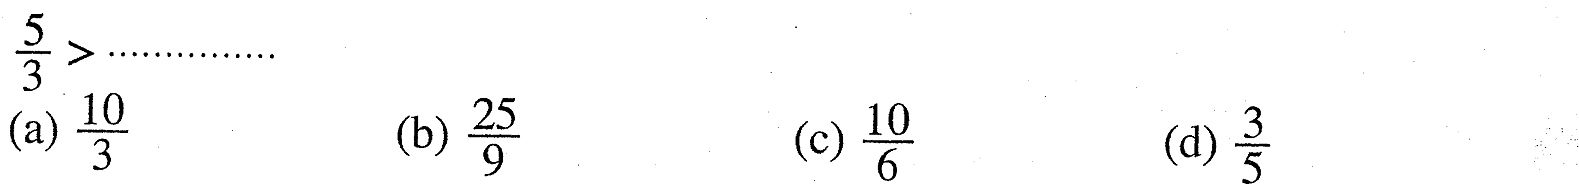 5/3 > ...............
(a) 10/3 (b) 25/9 (c) 10/6 (d) 3/5